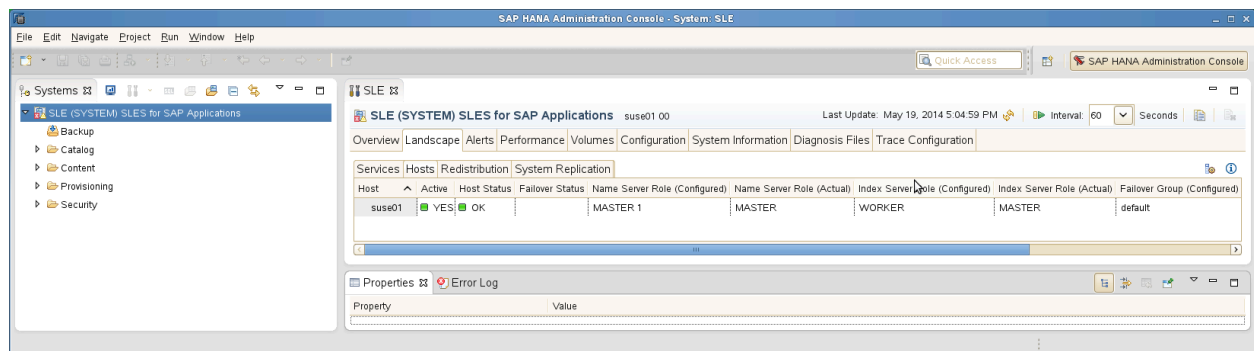 SAP HANA Administration Console - System: SLE
File Edit Navigate Project Run Window Help
Quick Access SAP HANA Administration Console
Systems
SLE (SYSTEM) SLES for SAP Applications
Backup
Catalog
Content
Provisioning
Security
SLE
SLE (SYSTEM) SLES for SAP Applications suse01 00 Last Update: May 19, 2014 5:04:59 PM Interval: 60 Seconds
Overview Landscape Alerts Performance Volumes Configuration System Information Diagnosis Files Trace Configuration
Services Hosts Redistribution System Replication
Host Active Host Status Failover Status Name Server Role (Configured) Name Server Role (Actual) Index Server Role (Configured) Index Server Role (Actual) Failover Group (Configured)
suse01 YES OK MASTER 1 MASTER WORKER MASTER default
Properties Error Log
Property Value